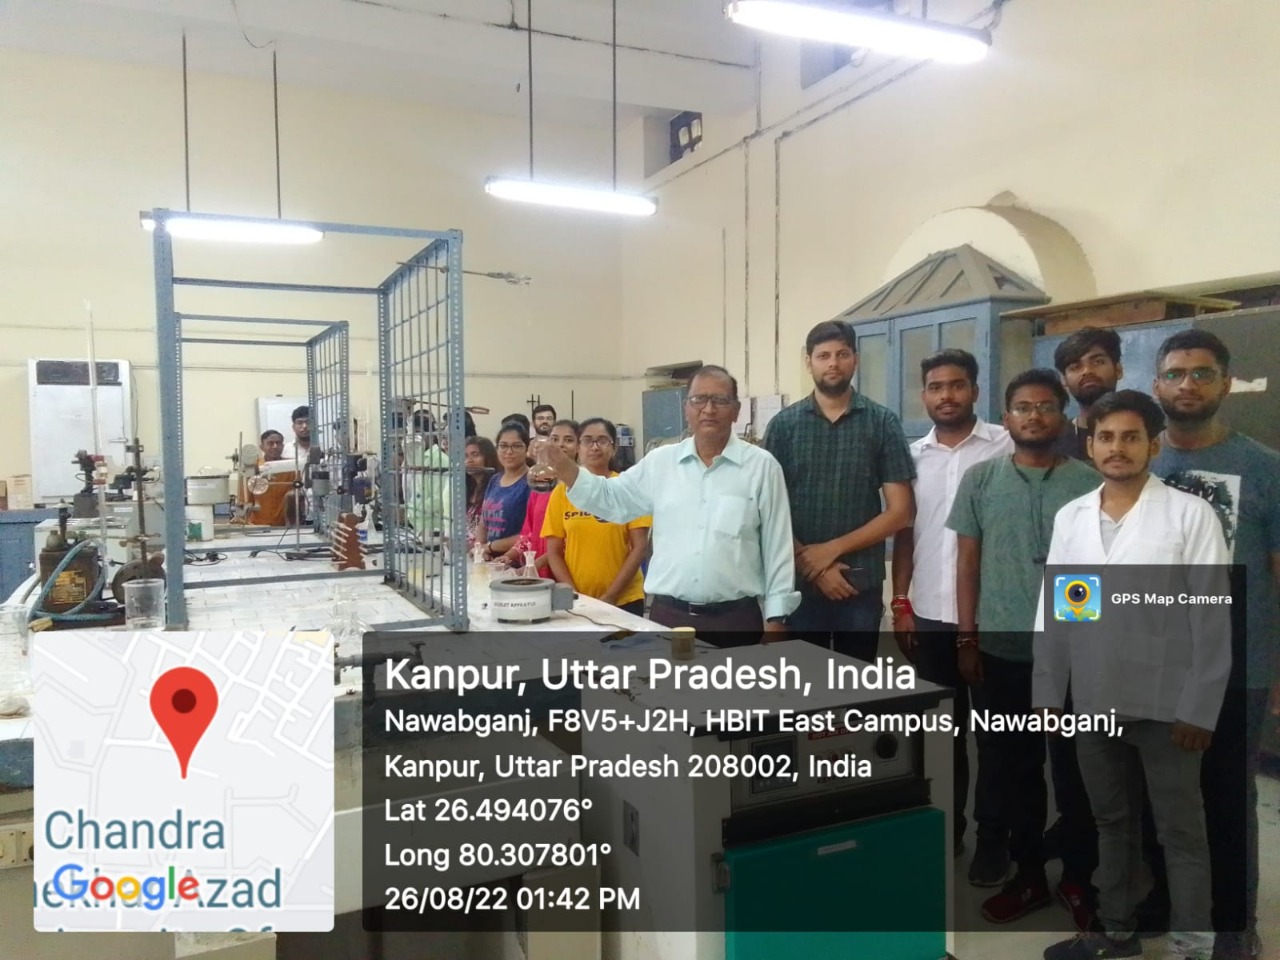 GPS Map Camera
Kanpur, Uttar Pradesh, India
Nawabganj, F8V5+J2H, HBIT East Campus, Nawabganj,
Kanpur, Uttar Pradesh 208002, India
Lat 26.494076°
Long 80.307801°
26/08/22 01:42 PM
Chandra
Azad
Google